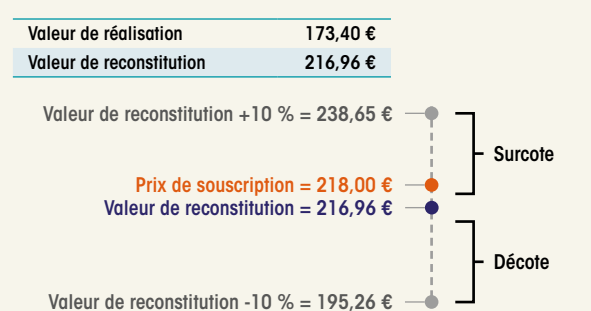 Valeur de réalisation 173,40 €
Valeur de reconstitution 216,96 €
Valeur de reconstitution +10 % = 238,65 €
Surcote
Prix de souscription = 218,00 €
Valeur de reconstitution = 216,96 €
Décote
Valeur de reconstitution -10 % = 195,26 €